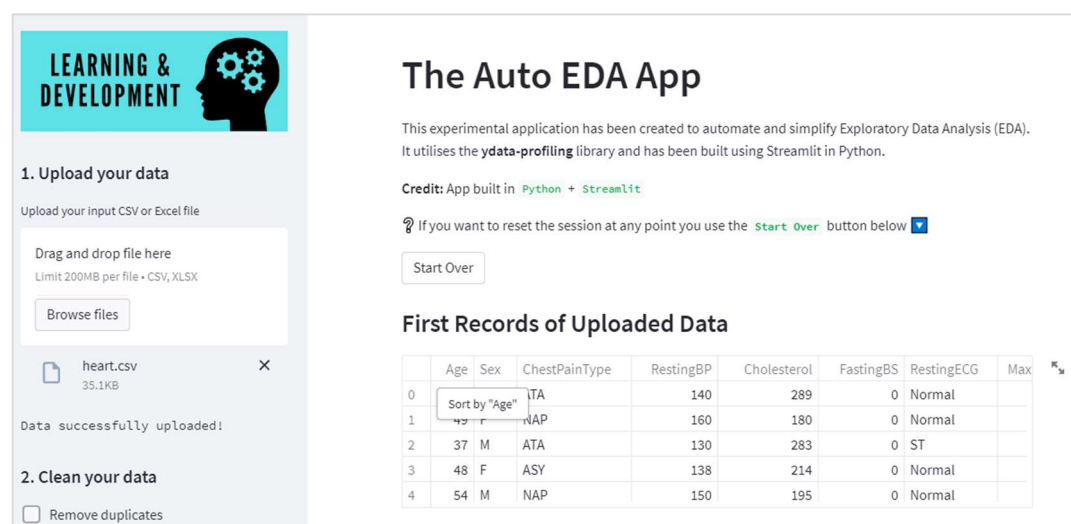 LEARNING &
DEVELOPMENT
1. Upload your data
Upload your input CSV or Excel file
Drag and drop file here
Limit 200MB per file • CSV, XLSX
Browse files
heart.csv
35.1KB
Data successfully uploaded!
2. Clean your data
Remove duplicates
The Auto EDA App
This experimental application has been created to automate and simplify Exploratory Data Analysis (EDA).
It utilises the ydata-profiling library and has been built using Streamlit in Python.
Credit: App built in Python + Streamlit
If you want to reset the session at any point you use the Start Over button below
Start Over
First Records of Uploaded Data
Age Sex ChestPainType RestingBP Cholesterol FastingBS RestingECG Max
0 ATA 140 289 0 Normal
Sort by "Age"
1 49 F NAP 160 180 0 Normal
2 37 M ATA 130 283 0 ST
3 48 F ASY 138 214 0 Normal
4 54 M NAP 150 195 0 Normal